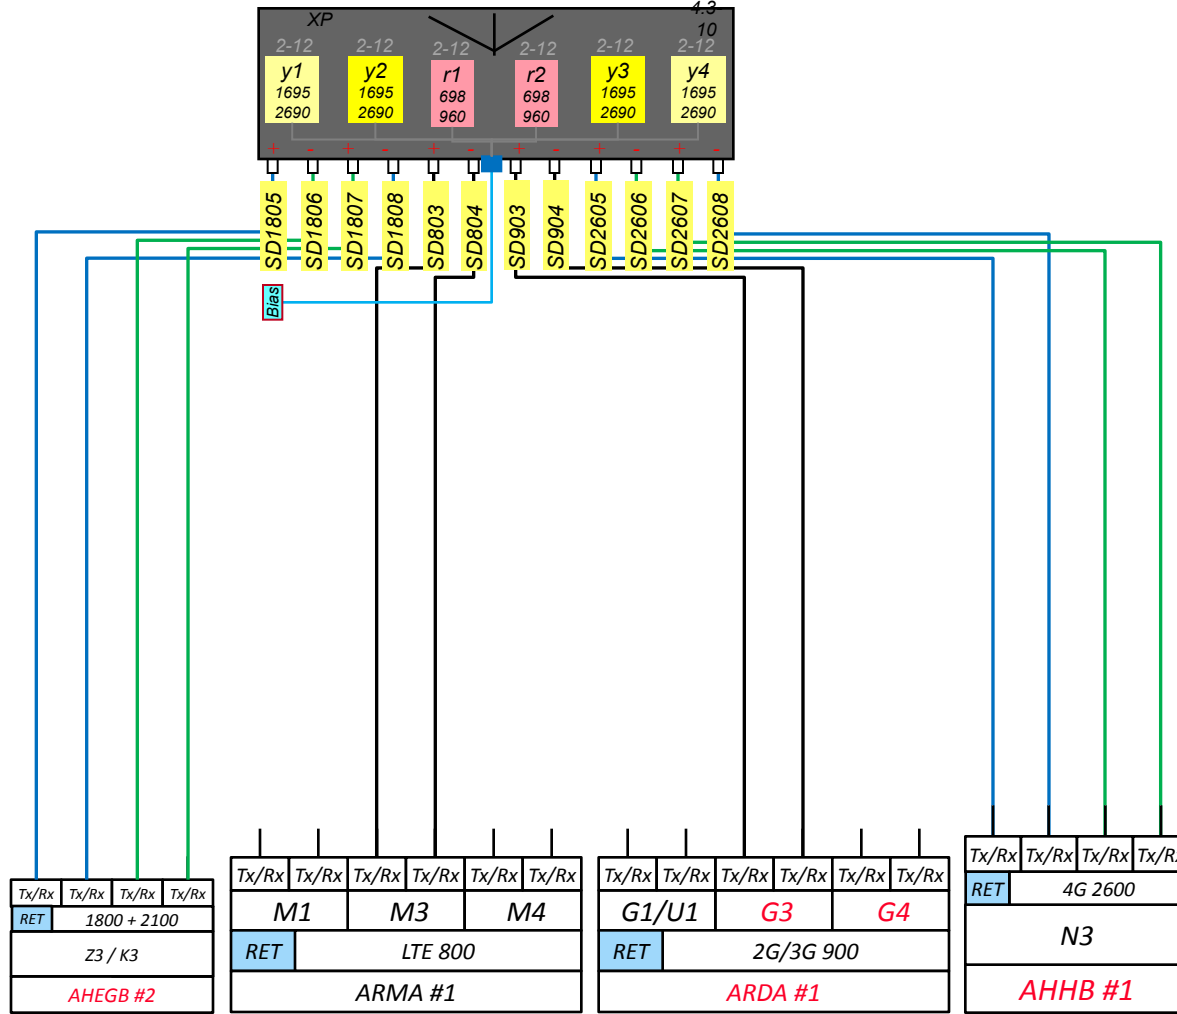 XP
4.3-
10
2-12 2-12 2-12 2-12 2-12 2-12
y1 y2 r1 r2 y3 y4
1695 1695 698 698 1695 1695
2690 2690 960 960 2690 2690
+ - + - + - + - + - + -
SD1805 SD1806 SD1807 SD1808 SD803 SD804 SD903 SD904 SD2605 SD2606 SD2607 SD2608
Bias
Tx/Rx Tx/Rx Tx/Rx Tx/Rx
RET 1800 + 2100
Z3 / K3
AHEGB #2
Tx/Rx Tx/Rx Tx/Rx Tx/Rx Tx/Rx Tx/Rx
M1 M3 M4
RET LTE 800
ARMA #1
Tx/Rx Tx/Rx Tx/Rx Tx/Rx Tx/Rx Tx/Rx
G1/U1 G3 G4
RET 2G/3G 900
ARDA #1
Tx/Rx Tx/Rx Tx/Rx Tx/Rx
RET 4G 2600
N3
AHHB #1